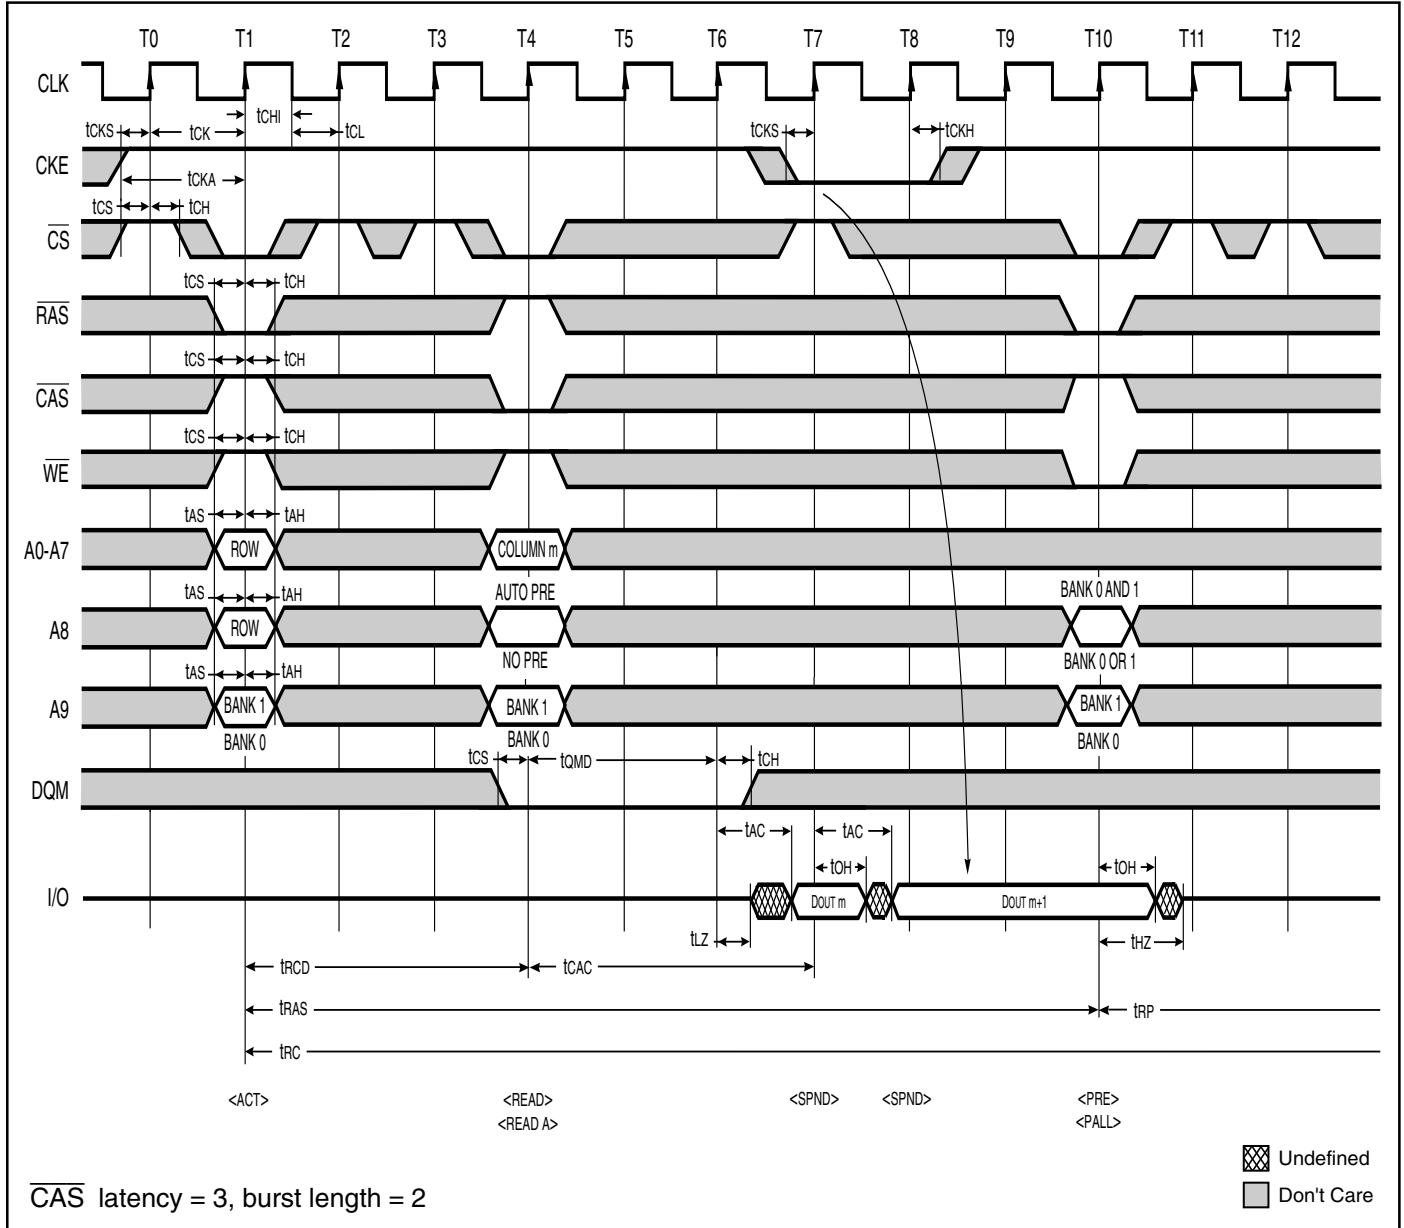 T0 T1 T2 T3 T4 T5 T6 T7 T8 T9 T10 T11 T12
CLK
tCHI
tCKS tCK tCL tCKS tCKH
CKE
tCKA
tCS tCH
CS
tCS tCH
RAS
tCS tCH
CAS
tCS tCH
WE
tAS tAH
A0-A7 ROW COLUMN m
tAS tAH AUTO PRE BANK 0 AND 1
A8 ROW
NO PRE BANK 0 OR 1
tAS tAH
A9 BANK 1 BANK 1 BANK 1
BANK 0 BANK 0 BANK 0
tCS tQMD tCH
DQM
tAC tAC
tOH tOH
I/O DOUT m DOUT m+1
tLZ tHZ
tRCD tCAC
tRAS tRP
tRC
<ACT> <READ> <SPND> <SPND> <PRE>
<READ A> <PALL>
Undefined
Don't Care
CAS latency = 3, burst length = 2